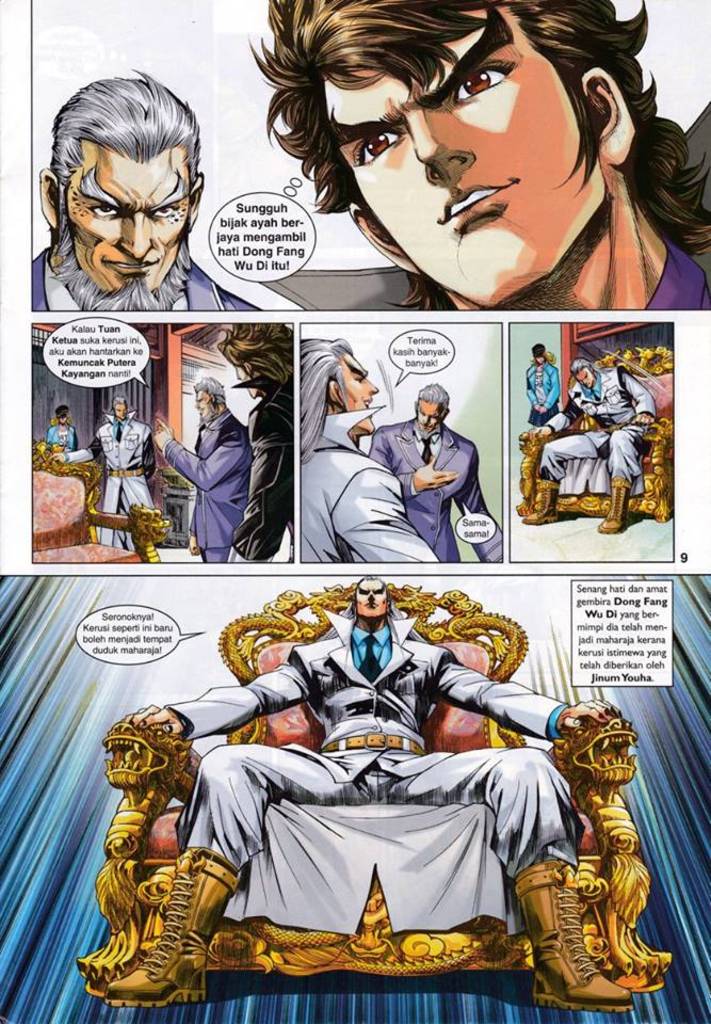 Sungguh
bijak ayah ber-
jaya mengambil
hati Dong Fang
Wu Di itu!
Kalau Tuan
Ketua suka kerusi ini,
aku akan hantarkan ke
Kemuncak Putera
Kayangan nanti!
Terima
kasih banyak-
banyak!
Sama-
sama!
9
Seronoknya!
Kerusi seperti ini baru
boleh menjadi tempat
duduk maharaja!
Senang hati dan amat
gembira Dong Fang
Wu Di yang ber-
mimpi dia telah men-
jadi maharaja kerana
kerusi istimewa yang
telah diberikan oleh
Jinum Youha.